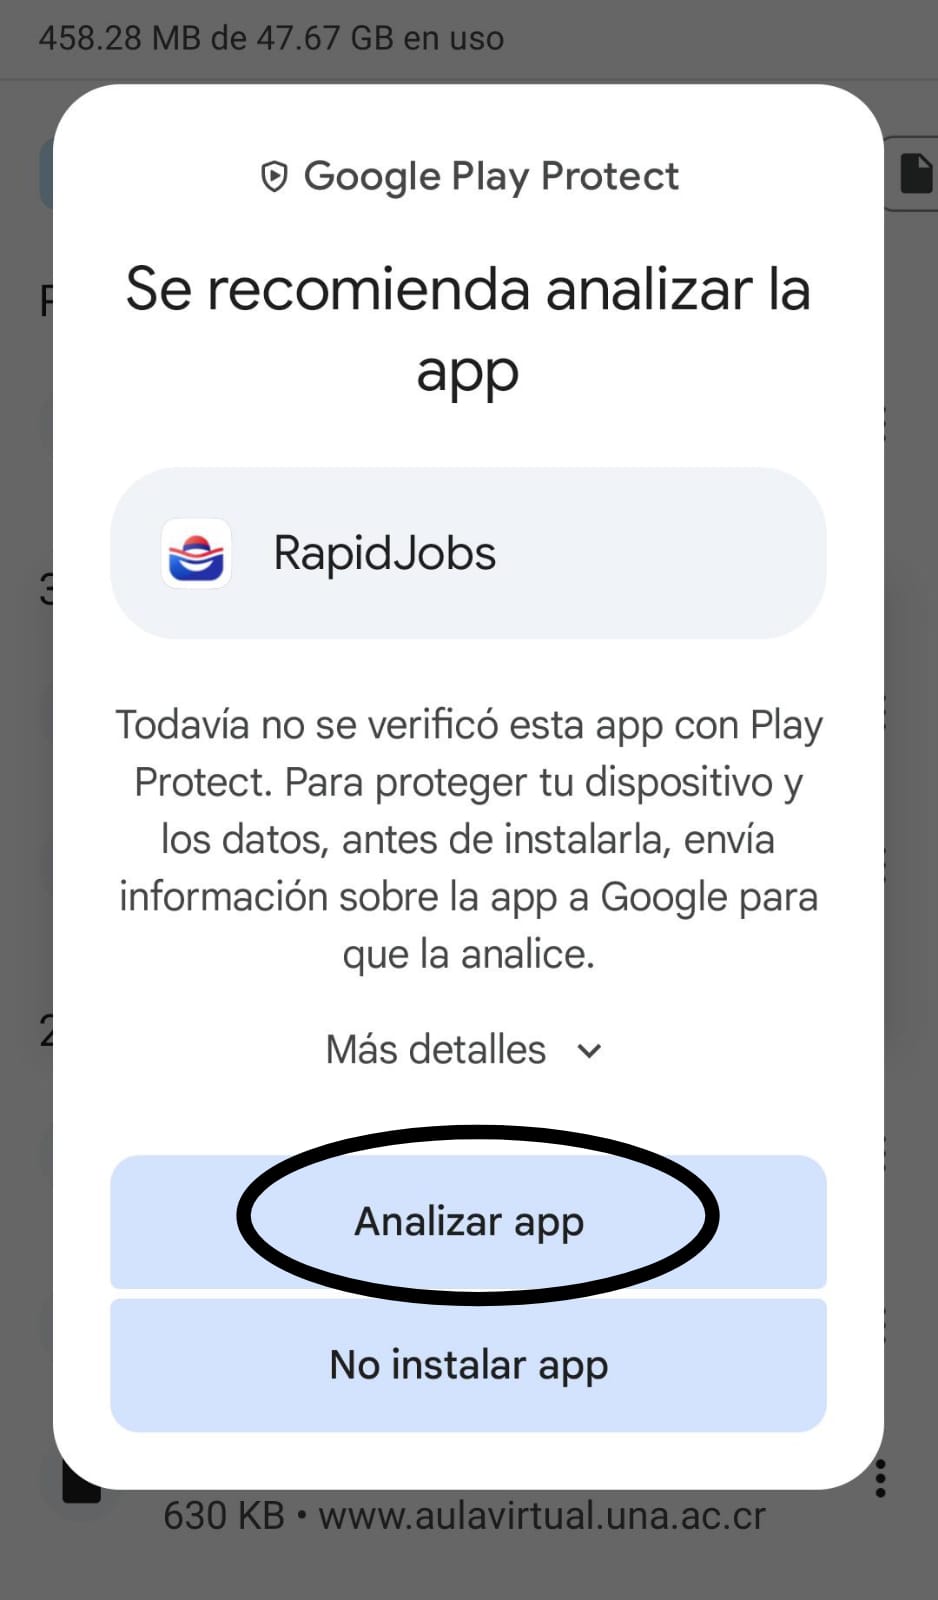 458.28 MB de 47.67 GB en uso
Google Play Protect
Se recomienda analizar la
app
RapidJobs
Todavía no se verificó esta app con Play
Protect. Para proteger tu dispositivo y
los datos, antes de instalarla, envía
información sobre la app a Google para
que la analice.
Más detalles
Analizar app
No instalar app
630 KB • www.aulavirtual.una.ac.cr